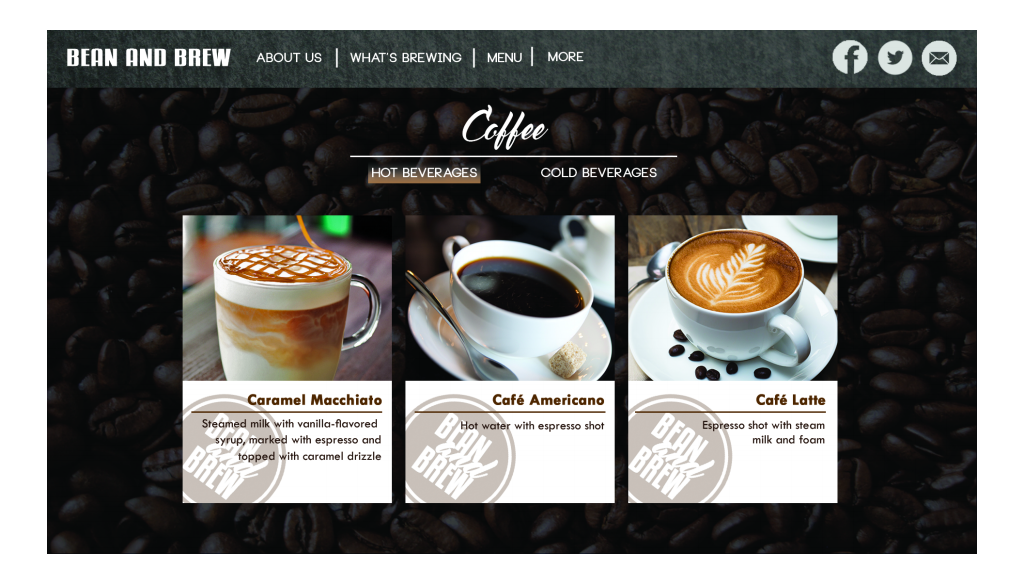 BEAN AND BREW
ABOUT US | WHAT'S BREWING | MENU | MORE
Coffee
HOT BEVERAGES
COLD BEVERAGES
Caramel Macchiato
Steamed milk with vanilla-flavored
syrup, marked with espresso and
topped with caramel drizzle
BEAN
and
BREW
Café Americano
Hot water with espresso shot
BEAN
and
BREW
Café Latte
Espresso shot with steam
milk and foam
BEAN
and
BREW